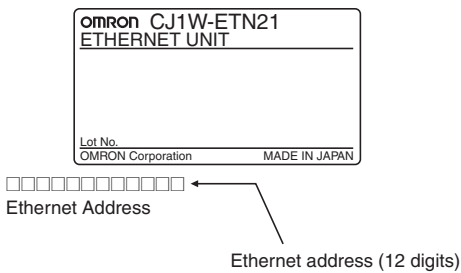 OMRON CJ1W-ETN21
ETHERNET UNIT
Lot No.
OMRON Corporation MADE IN JAPAN
□□□□□□□□□□□□
Ethernet Address
Ethernet address (12 digits)